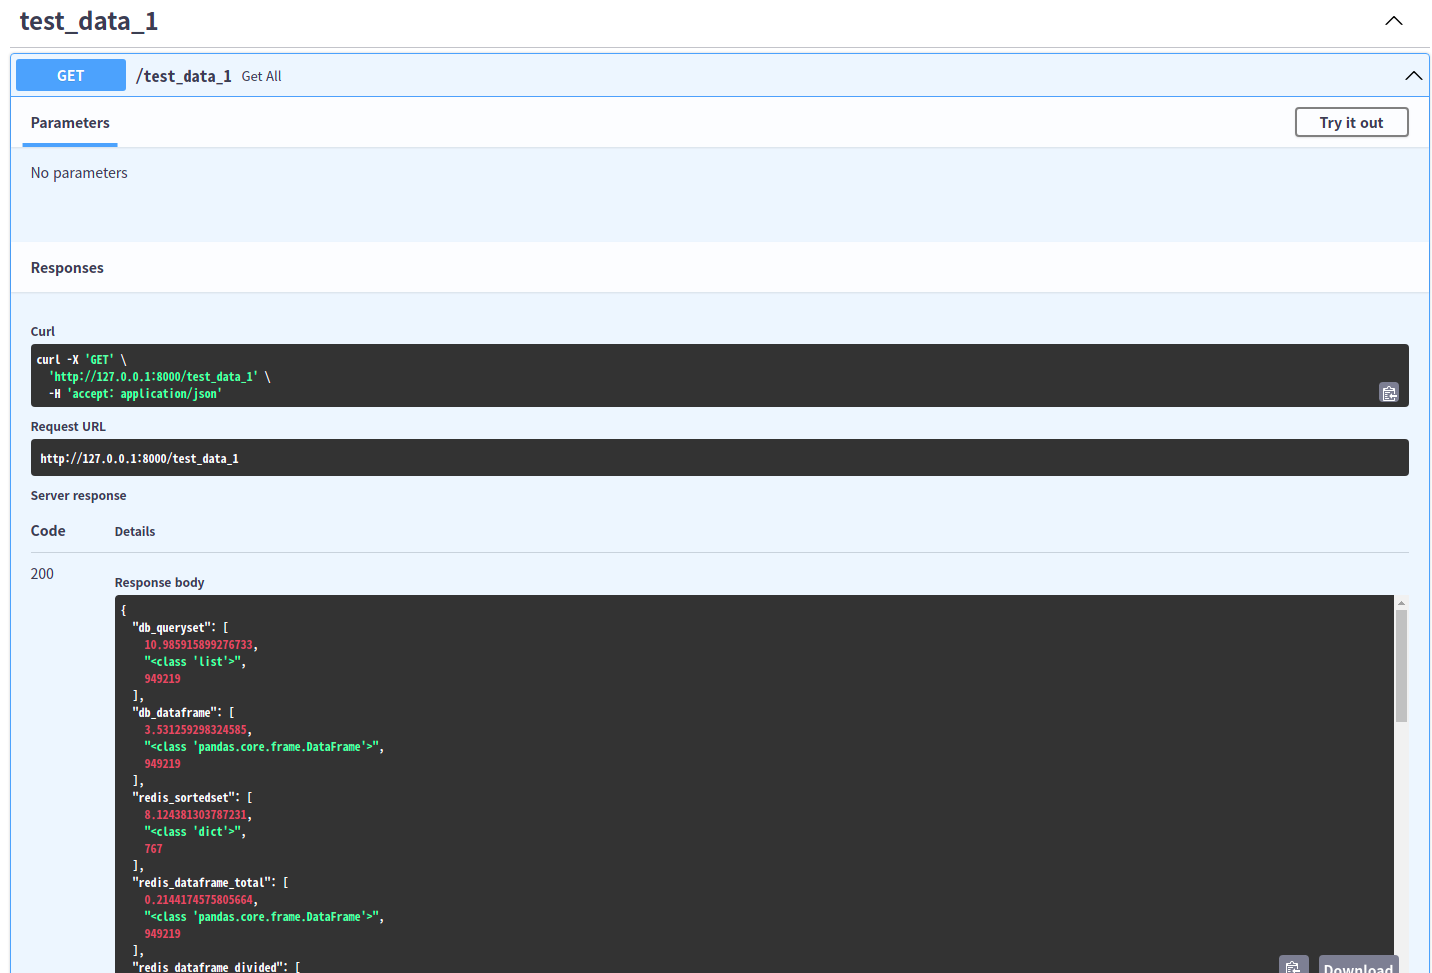 test_data_1
GET /test_data_1 Get All
Parameters
Try it out
No parameters
Responses
Curl
curl -X 'GET' \
'http://127.0.0.1:8000/test_data_1' \
-H 'accept: application/json'
Request URL
http://127.0.0.1:8000/test_data_1
Server response
Code Details
200
Response body
{
"db_queryset": [
10.985915899276733,
"<class 'list'>",
949219
],
"db_dataframe": [
3.531259298324585,
"<class 'pandas.core.frame.DataFrame'>",
949219
],
"redis_sortedset": [
8.124381303787231,
"<class 'dict'>",
767
],
"redis_dataframe_total": [
0.2144174575805664,
"<class 'pandas.core.frame.DataFrame'>",
949219
],
"redis_dataframe_divided": [
Download